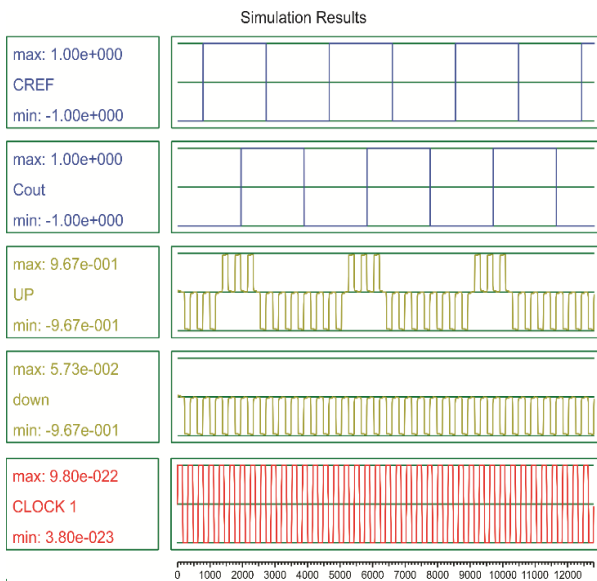 Simulation Results
max: 1.00e+000
CREF
min: -1.00e+000
max: 1.00e+000
Cout
min: -1.00e+000
max: 9.67e-001
UP
min: -9.67e-001
max: 5.73e-002
down
min: -9.67e-001
max: 9.80e-022
CLOCK 1
min: 3.80e-023
0 1000 2000 3000 4000 5000 6000 7000 8000 9000 10000 11000 12000